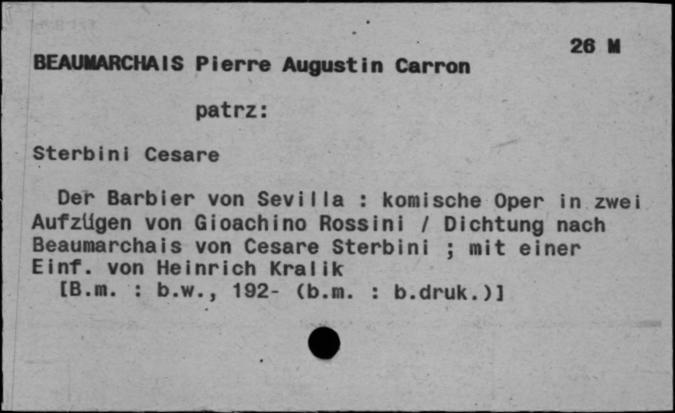 26 M
BEAUMARCHAIS Pierre Augustin Carron
patrz:
Sterbini Cesare
Der Barbier von Sevilla : komische Oper in zwei
Aufzügen von Gioachino Rossini / Dichtung nach
Beaumarchais von Cesare Sterbini ; mit einer
Einf. von Heinrich Kralik
[B.m. : b.w., 192- (b.m. : b.druk.)]